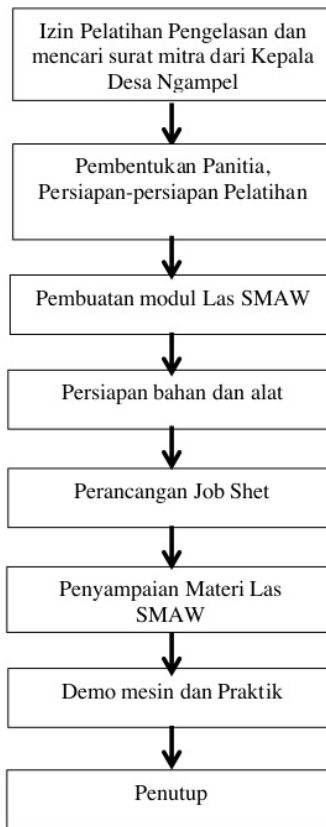 Izin Pelatihan Pengelasan dan
mencari surat mitra dari Kepala
Desa Ngampel
Pembentukan Panitia,
Persiapan-persiapan Pelatihan
Pembuatan modul Las SMAW
Persiapan bahan dan alat
Perancangan Job Shet
Penyampaian Materi Las
SMAW
Demo mesin dan Praktik
Penutup